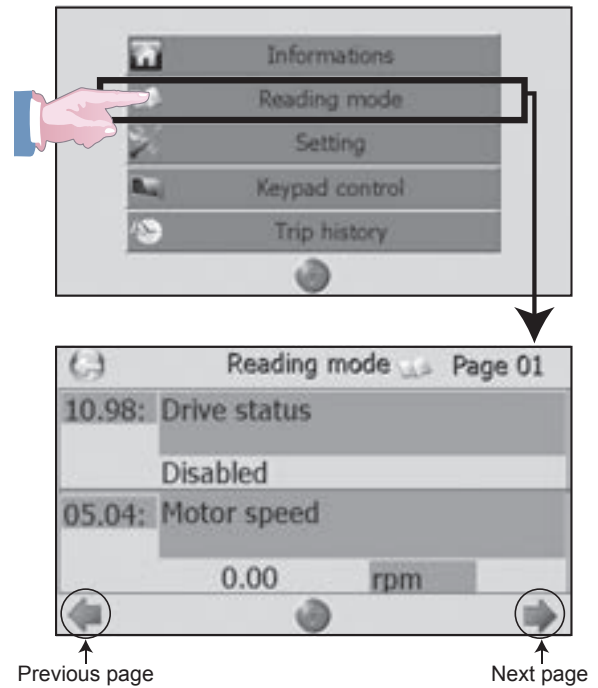 Informations
Reading mode
Setting
Keypad control
Trip history
Reading mode Page 01
10.98: Drive status
Disabled
05.04: Motor speed
0.00 rpm
Previous page Next page